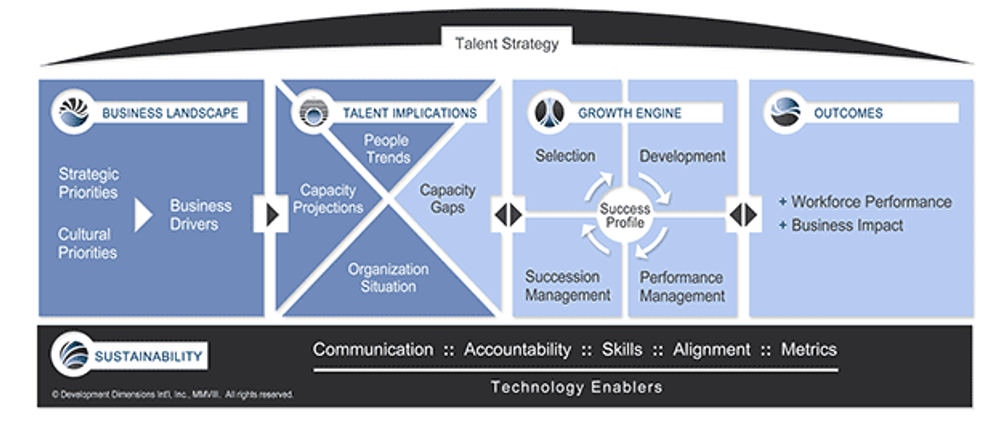 Talent Strategy
BUSINESS LANDSCAPE
Strategic
Priorities
Cultural
Priorities
Business
Drivers
TALENT IMPLICATIONS
People
Trends
Capacity
Projections
Capacity
Gaps
Organization
Situation
GROWTH ENGINE
Selection
Development
Success
Profile
Succession
Management
Performance
Management
OUTCOMES
+ Workforce Performance
+ Business Impact
SUSTAINABILITY
Communication :: Accountability :: Skills :: Alignment :: Metrics
Technology Enablers
© Development Dimensions Int'l, Inc., MMVIII. All rights reserved.